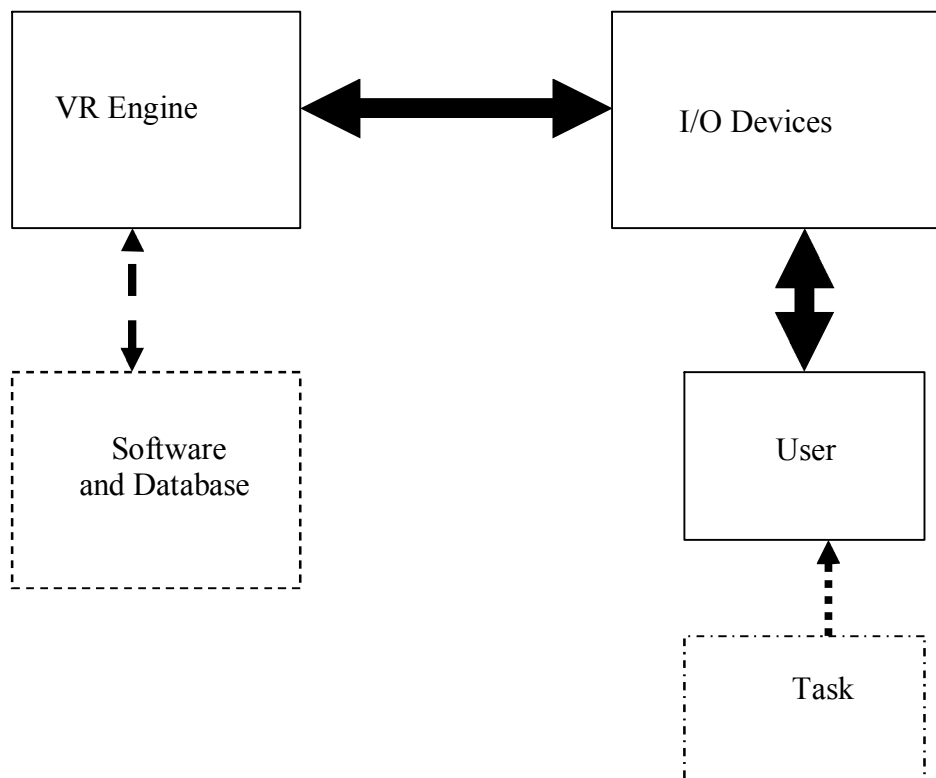 VR Engine
I/O Devices
Software
and Database
User
Task